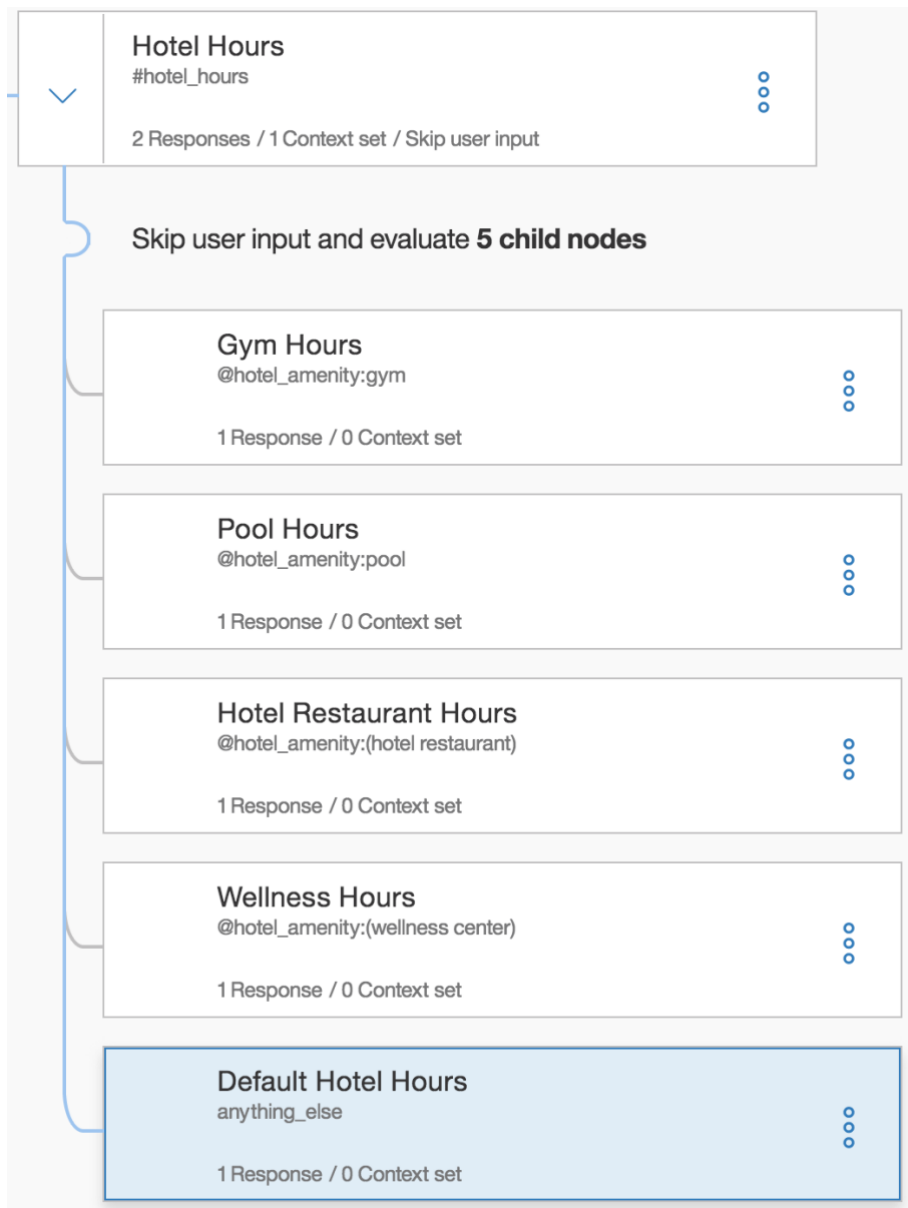 Hotel Hours
#hotel_hours
2 Responses / 1 Context set / Skip user input
Skip user input and evaluate 5 child nodes
Gym Hours
@hotel_amenity:gym
1 Response / 0 Context set
Pool Hours
@hotel_amenity:pool
1 Response / 0 Context set
Hotel Restaurant Hours
@hotel_amenity:(hotel restaurant)
1 Response / 0 Context set
Wellness Hours
@hotel_amenity:(wellness center)
1 Response / 0 Context set
Default Hotel Hours
anything_else
1 Response / 0 Context set